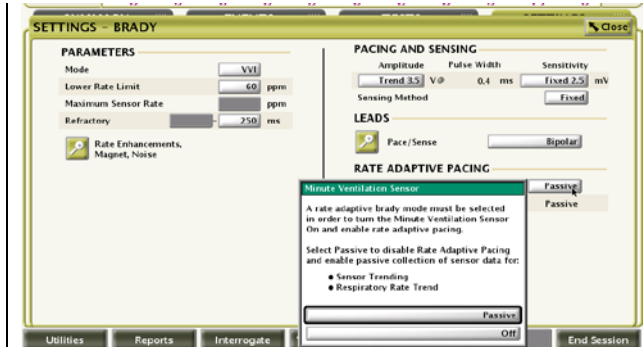 SETTINGS - BRADY
Close
PARAMETERS
Mode VVI
Lower Rate Limit 60 ppm
Maximum Sensor Rate ppm
Refractory - 250 ms
Rate Enhancements,
Magnet, Noise
PACING AND SENSING
Amplitude Pulse Width Sensitivity
Trend 3.5 V@ 0.4 ms Fixed 2.5 mV
Sensing Method Fixed
LEADS
Pace/Sense Bipolar
RATE ADAPTIVE PACING
Passive
Passive
Minute Ventilation Sensor
A rate adaptive brady mode must be selected
in order to turn the Minute Ventilation Sensor
On and enable rate adaptive pacing.
Select Passive to disable Rate Adaptive Pacing
and enable passive collection of sensor data for:
• Sensor Trending
• Respiratory Rate Trend
Passive
Off
Utilities Reports Interrogate End Session